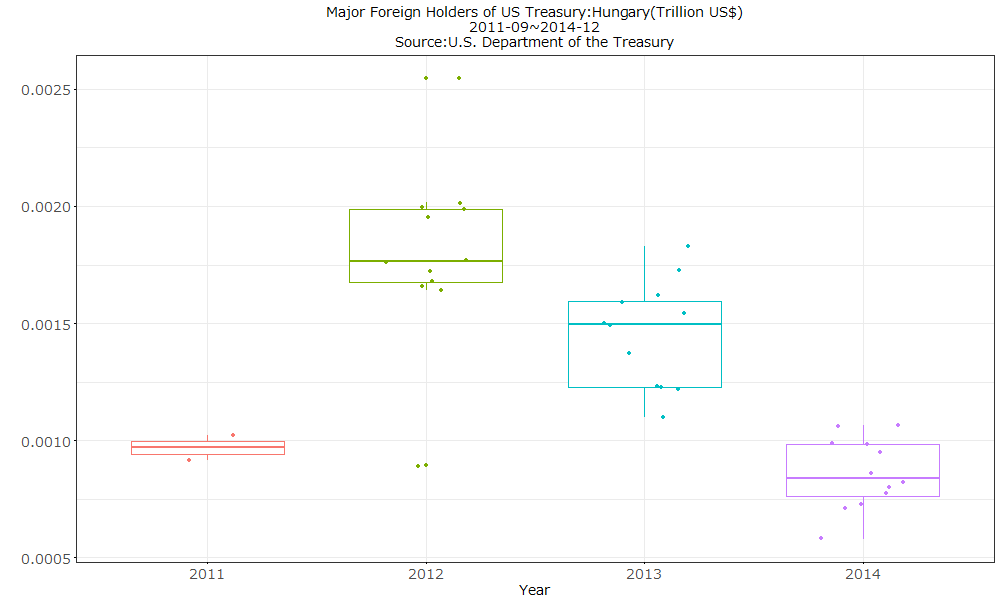 Major Foreign Holders of US Treasury:Hungary(Trillion US$)
2011-09~2014-12
Source:U.S. Department of the Treasury
0.0025
0.0020
0.0015
0.0010
0.0005
2011 2012 2013 2014
Year